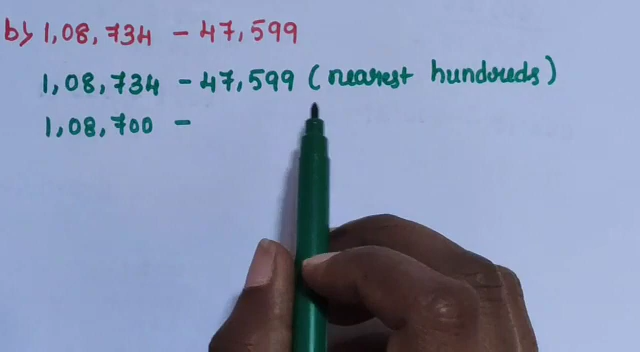 b) 1,08,734 - 47,599
1,08,734 - 47,599 (nearest hundreds)
1,08,700 -